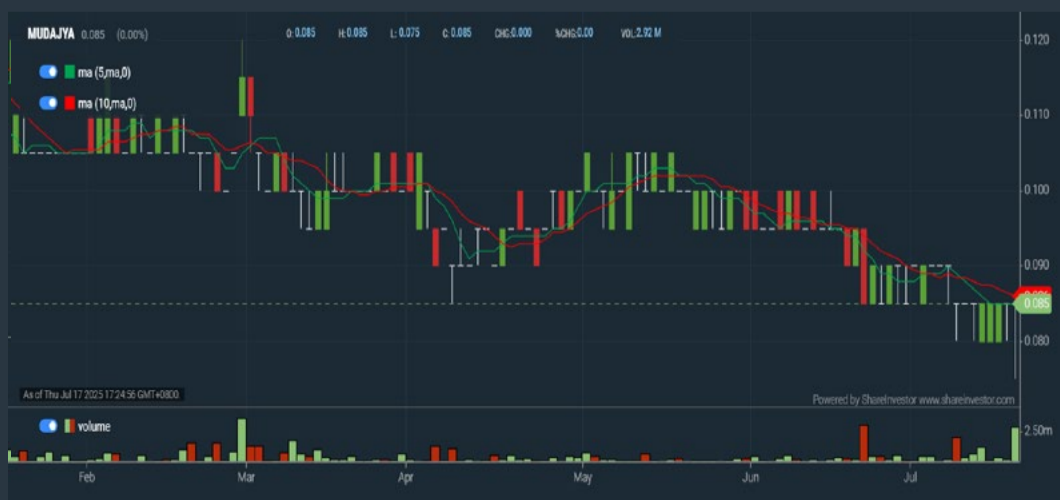 MUDAJYA 0.085 (0.00%) O: 0.085 H: 0.085 L: 0.075 C: 0.085 CHG:0.000 %CHG:0.00 VOL:2.92 M
ma (5,ma,0)
ma (10,ma,0)
0.120
0.110
0.100
0.090
0.085
0.080
As of Thu Jul 17 2025 17:24:56 GMT+0800
Powered by ShareInvestor www.shareinvestor.com
volume
2.50m
Feb Mar Apr May Jun Jul